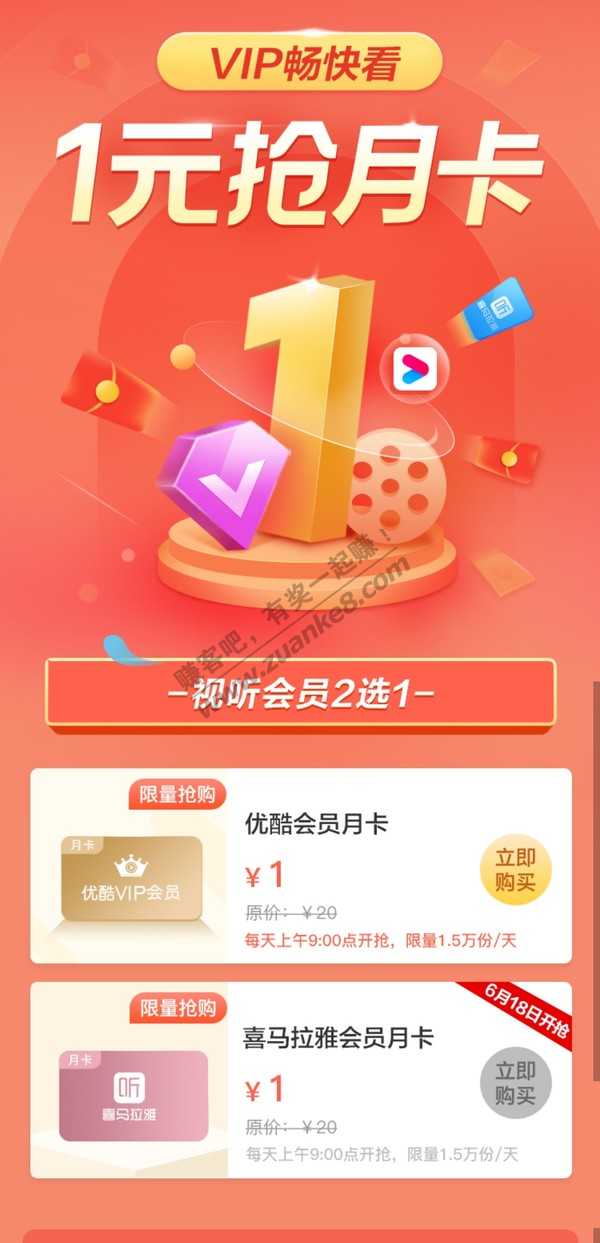 VIP畅快看
1元抢月卡
听
喜马拉雅
赚客吧，有奖一起赚！
www.zuanke8.com
-视听会员2选1-
限量抢购
月卡
优酷VIP会员
优酷会员月卡
¥ 1
原价：¥20
每天上午9:00点开抢，限量1.5万份/天
立即
购买
限量抢购
月卡
听
喜马拉雅
6月18日开抢
喜马拉雅会员月卡
¥ 1
原价：¥20
每天上午9:00点开抢，限量1.5万份/天
立即
购买